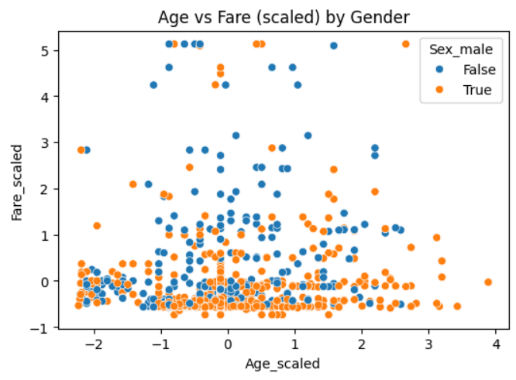 Age vs Fare (scaled) by Gender
Sex_male
False
True
Fare_scaled
5
4
3
2
1
0
−1
−2
−1
0
1
2
3
4
Age_scaled